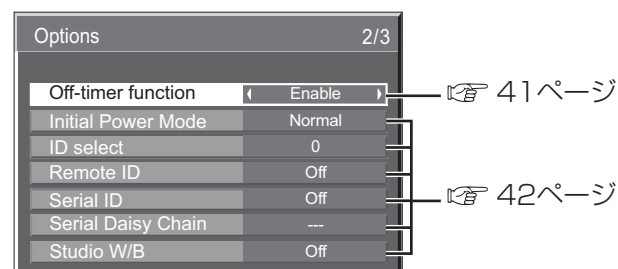 Options 2/3
Off-timer function Enable
☞ 41ページ
Initial Power Mode Normal
ID select 0
Remote ID Off
Serial ID Off
☞ 42ページ
Serial Daisy Chain ---
Studio W/B Off